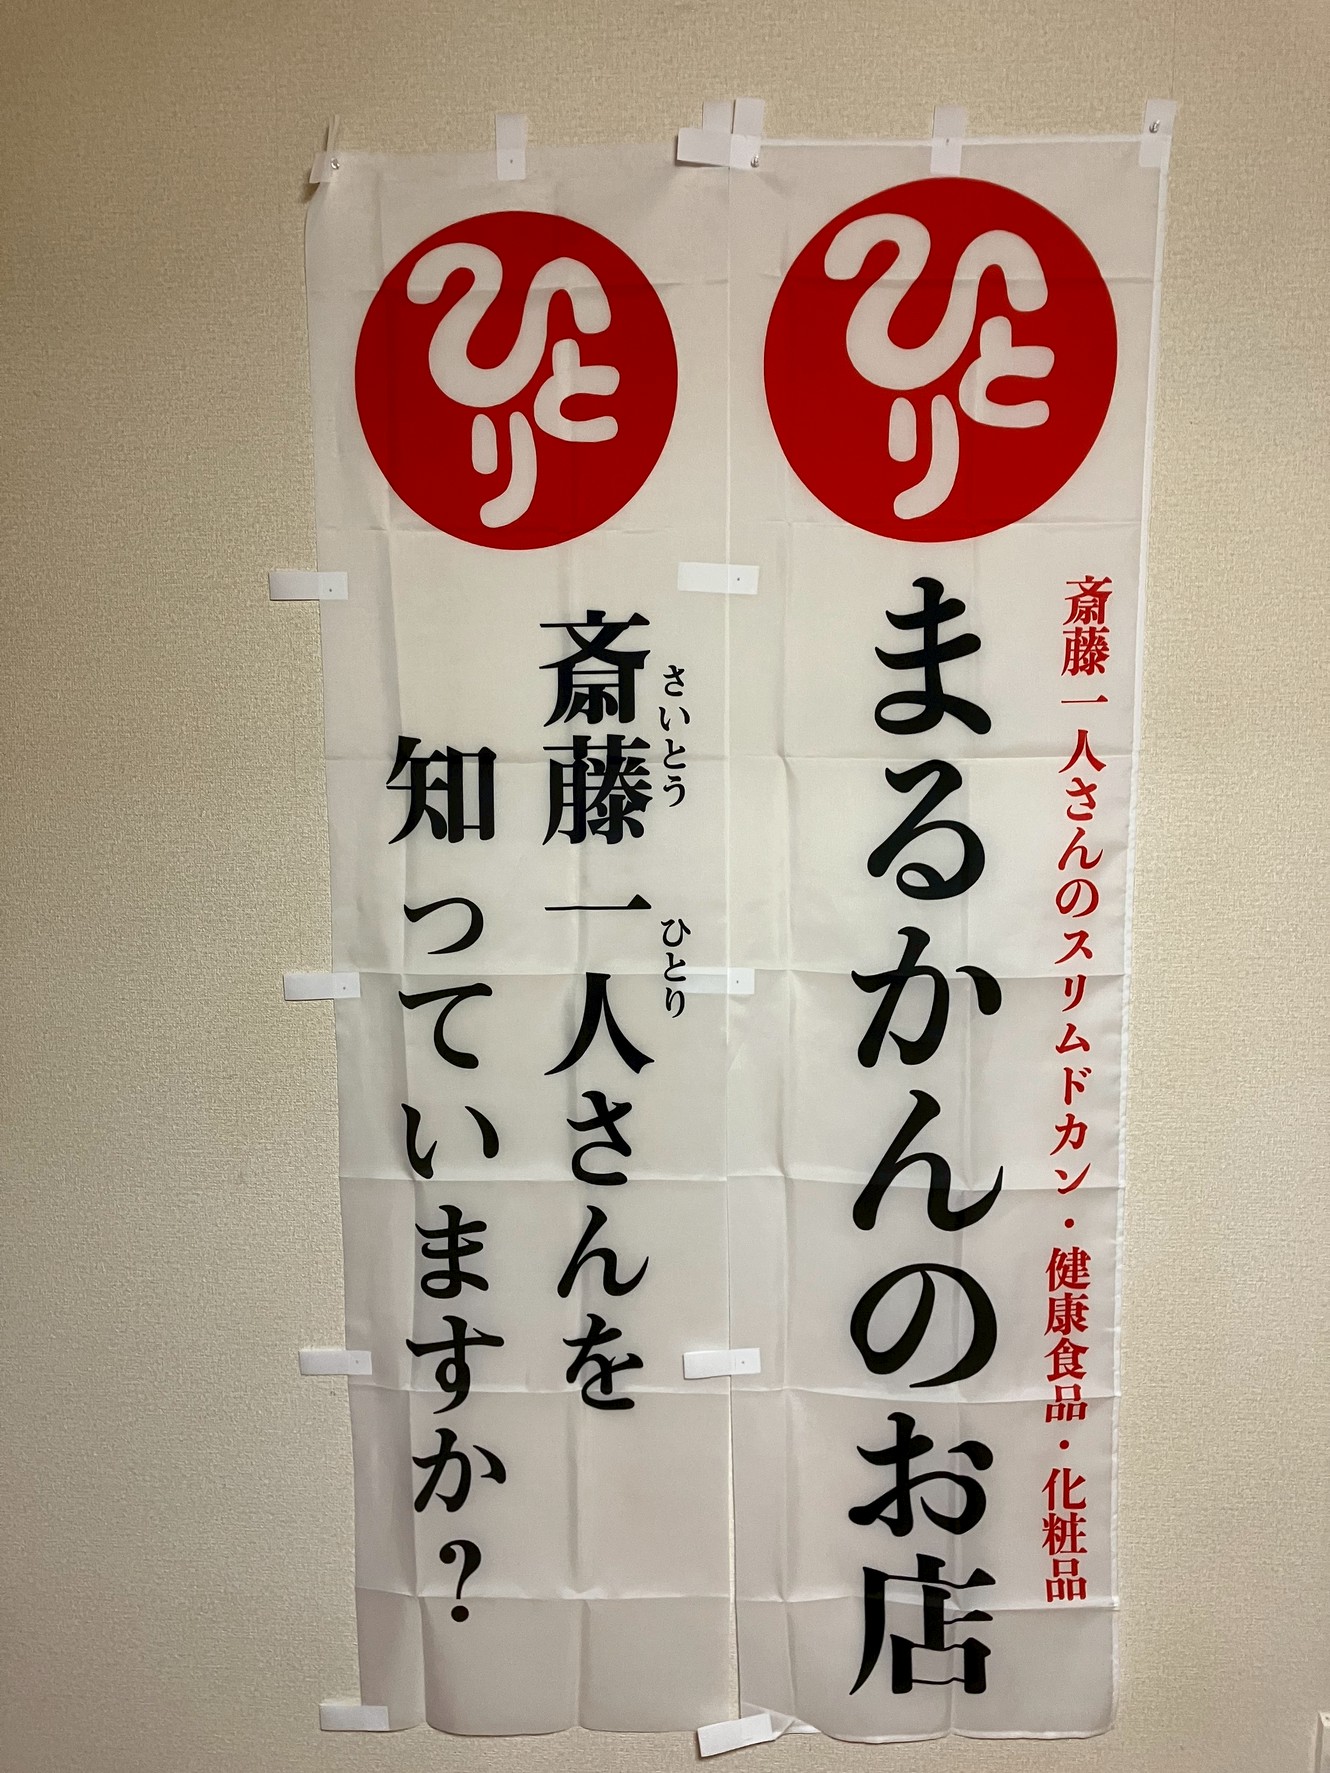 ひとり
斎藤一人さんのスリムドカン・健康食品・化粧品
まるかんのお店
ひとり
さいとう ひとり
斎藤一人さんを
知っていますか?